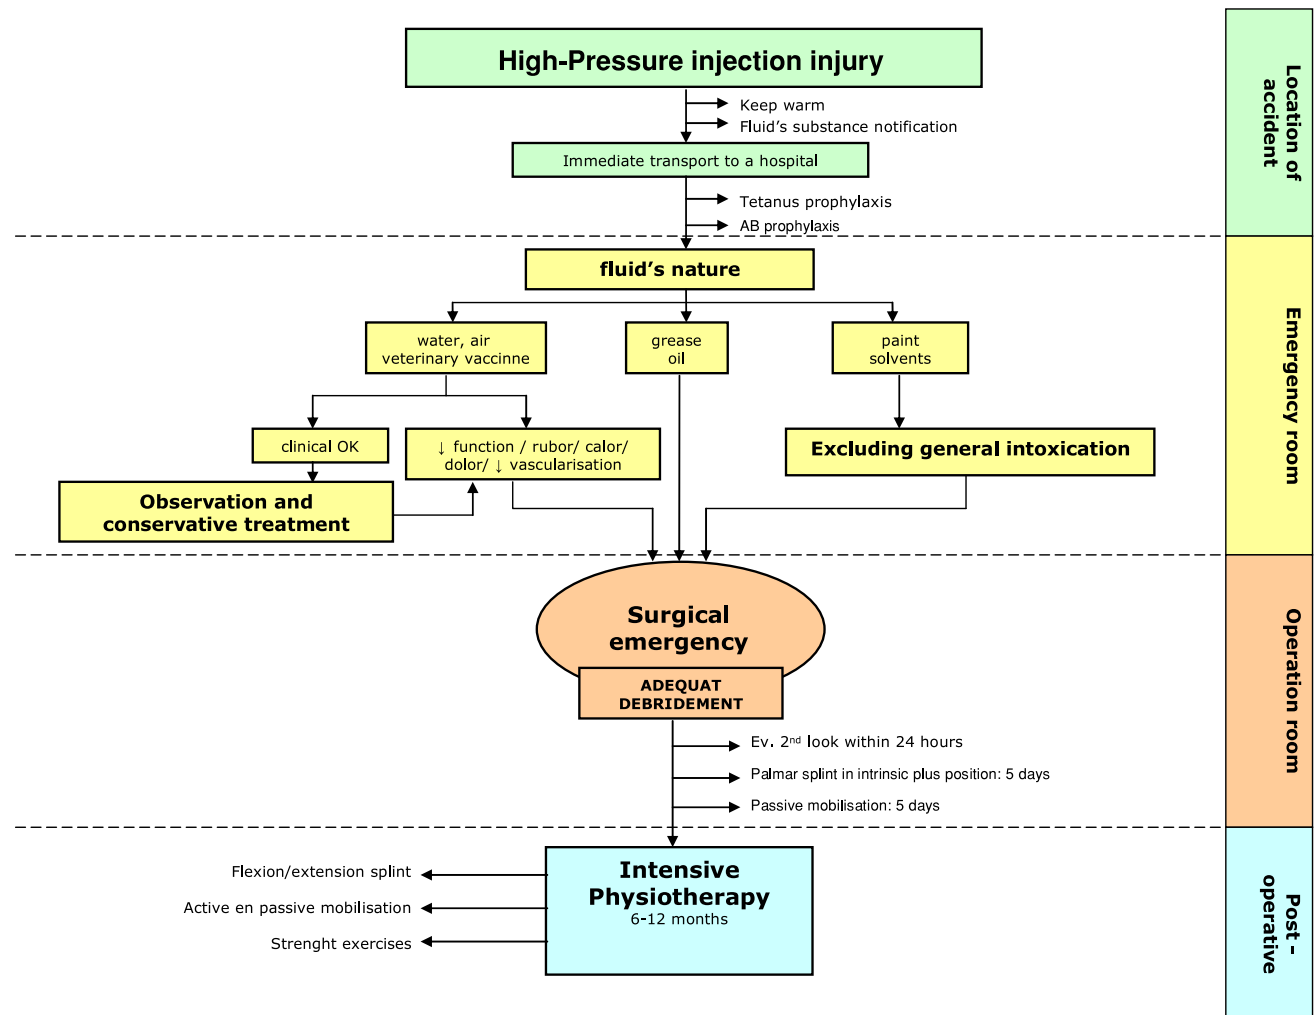 High-Pressure injection injury
Keep warm
Fluid's substance notification
Immediate transport to a hospital
Tetanus prophylaxis
AB prophylaxis
Location of
accident
fluid's nature
water, air
veterinary vaccinne
grease
oil
paint
solvents
clinical OK
↓ function / rubor/ calor/
dolor/ ↓ vascularisation
Excluding general intoxication
Observation and
conservative treatment
Emergency room
Surgical
emergency
ADEQUAT
DEBRIDEMENT
Ev. 2nd look within 24 hours
Palmar splint in intrinsic plus position: 5 days
Passive mobilisation: 5 days
Operation room
Intensive
Physiotherapy
6-12 months
Flexion/extension splint
Active en passive mobilisation
Strenght exercises
Post -
operative